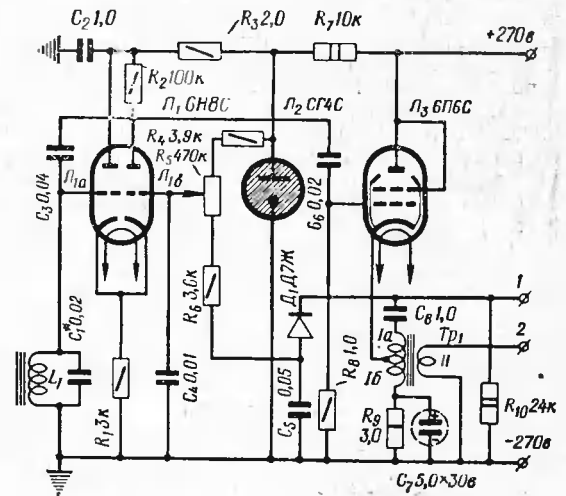 C₂ 1,0
R₃ 2,0
R₇ 10к
+270в
R₂ 100к
Л₁ 6Н8С
Л₂ СГ4С
Л₃ 6П6С
R₄ 3,9к
R₅ 470к
Л₁а
Л₁б
C₃ 0,04
C₆ 0,02
R₆ 3,6к
Д₁ Д7Ж
1
C₈ 1,0
2
Iа
Тр₁
Iб
II
C₁* 0,02
L₁
R₁ 3к
C₄ 0,01
C₅ 0,05
R₈ 1,0
R₉ 3,0
R₁₀ 24к
-270в
C₇ 5,0×30в